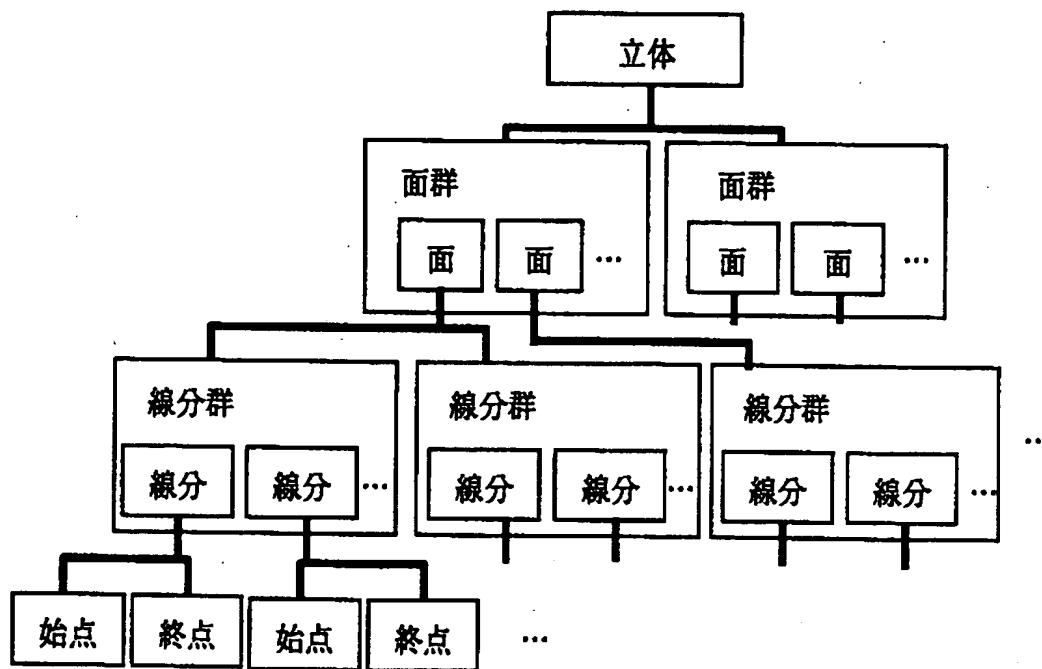 立体
面群 面群
面 面 … 面 面 …
線分群 線分群 線分群
線分 線分 … 線分 線分 … 線分 線分 … …
始点 終点 始点 終点 …